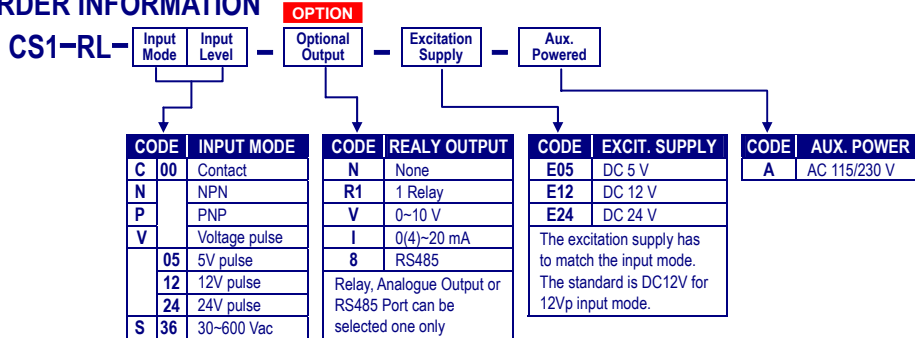 ORDER INFORMATION
OPTION
CS1-RL- Input Mode Input Level - Optional Output - Excitation Supply - Aux. Powered
CODE INPUT MODE
C 00 Contact
N NPN
P PNP
V Voltage pulse
05 5V pulse
12 12V pulse
24 24V pulse
S 36 30~600 Vac
CODE REALY OUTPUT
N None
R1 1 Relay
V 0~10 V
I 0(4)~20 mA
8 RS485
Relay, Analogue Output or
RS485 Port can be
selected one only
CODE EXCIT. SUPPLY
E05 DC 5 V
E12 DC 12 V
E24 DC 24 V
The excitation supply has
to match the input mode.
The standard is DC12V for
12Vp input mode.
CODE AUX. POWER
A AC 115/230 V